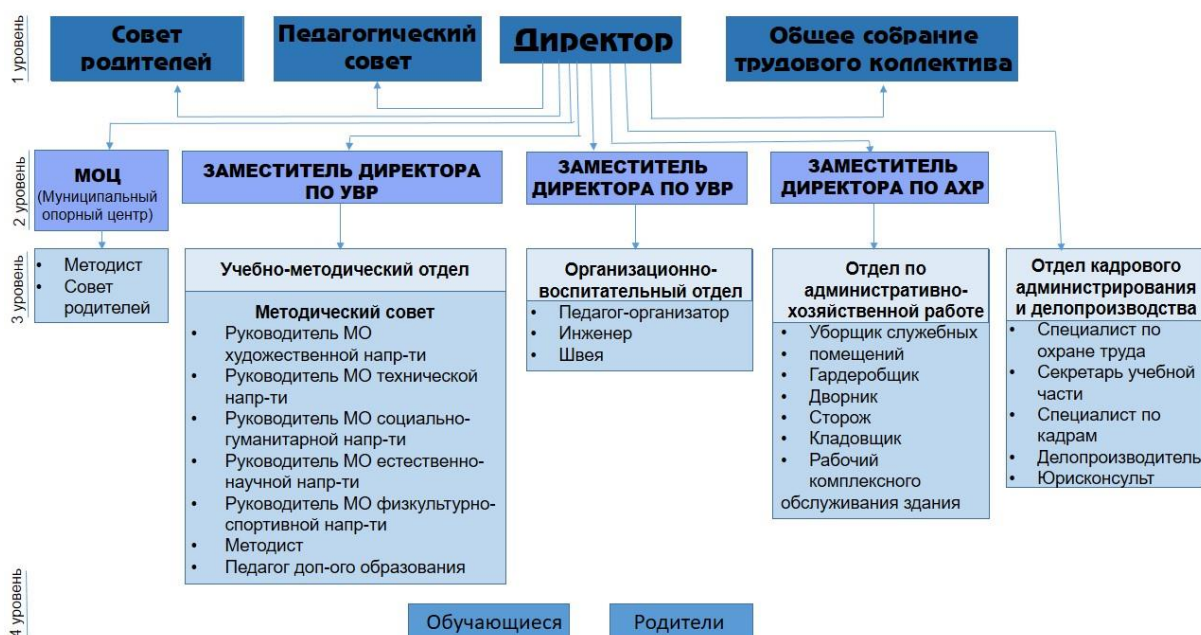 1 уровень
Совет
родителей
Педагогический
совет
Директор
Общее собрание
трудового коллектива
2 уровень
МОЦ
(Муниципальный
опорный центр)
ЗАМЕСТИТЕЛЬ ДИРЕКТОРА
ПО УВР
ЗАМЕСТИТЕЛЬ
ДИРЕКТОРА ПО УВР
ЗАМЕСТИТЕЛЬ
ДИРЕКТОРА ПО АХР
3 уровень
• Методист
• Совет
родителей
Учебно-методический отдел
Методический совет
• Руководитель МО
художественной напр-ти
• Руководитель МО технической
напр-ти
• Руководитель МО социально-
гуманитарной напр-ти
• Руководитель МО естественно-
научной напр-ти
• Руководитель МО физкультурно-
спортивной напр-ти
• Методист
• Педагог доп-ого образования
Организационно-
воспитательный отдел
• Педагог-организатор
• Инженер
• Швея
Отдел по
административно-
хозяйственной работе
• Уборщик служебных
• помещений
• Гардеробщик
• Дворник
• Сторож
• Кладовщик
• Рабочий
комплексного
обслуживания здания
Отдел кадрового
администрирования
и делопроизводства
• Специалист по
охране труда
• Секретарь учебной
части
• Специалист по
кадрам
• Делопроизводитель
• Юрисконсульт
4 уровень
Обучающиеся
Родители